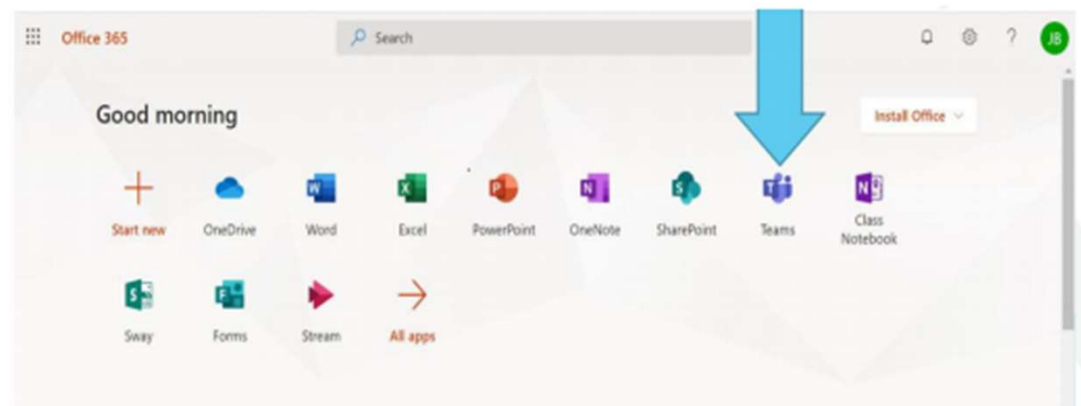 Office 365
Search
?
JB
Good morning
Install Office
Start new
OneDrive
Word
Excel
PowerPoint
OneNote
SharePoint
Teams
Class
Notebook
Sway
Forms
Stream
All apps